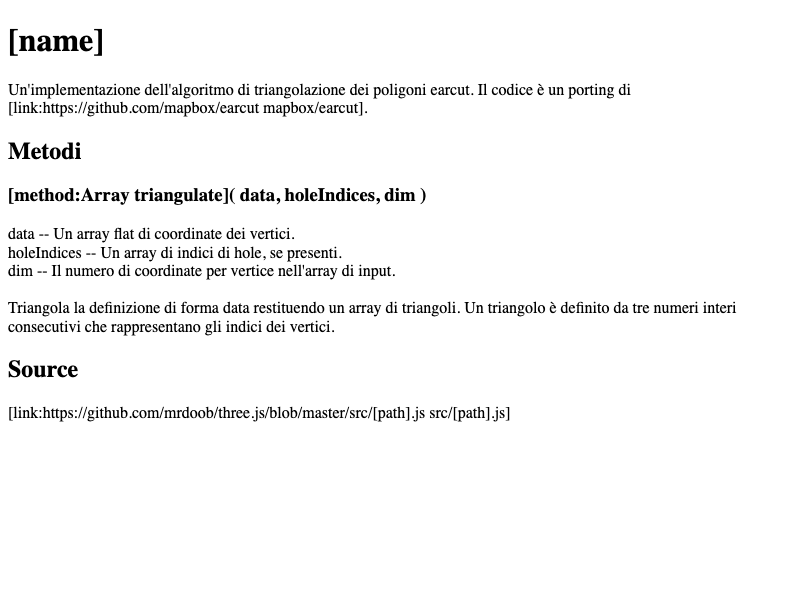 [name]
Un'implementazione dell'algoritmo di triangolazione dei poligoni earcut. Il codice è un porting di
[link:https://github.com/mapbox/earcut mapbox/earcut].
Metodi
[method:Array triangulate]( data, holeIndices, dim )
data -- Un array flat di coordinate dei vertici.
holeIndices -- Un array di indici di hole, se presenti.
dim -- Il numero di coordinate per vertice nell'array di input.
Triangola la definizione di forma data restituendo un array di triangoli. Un triangolo è definito da tre numeri interi
consecutivi che rappresentano gli indici dei vertici.
Source
[link:https://github.com/mrdoob/three.js/blob/master/src/[path].js src/[path].js]